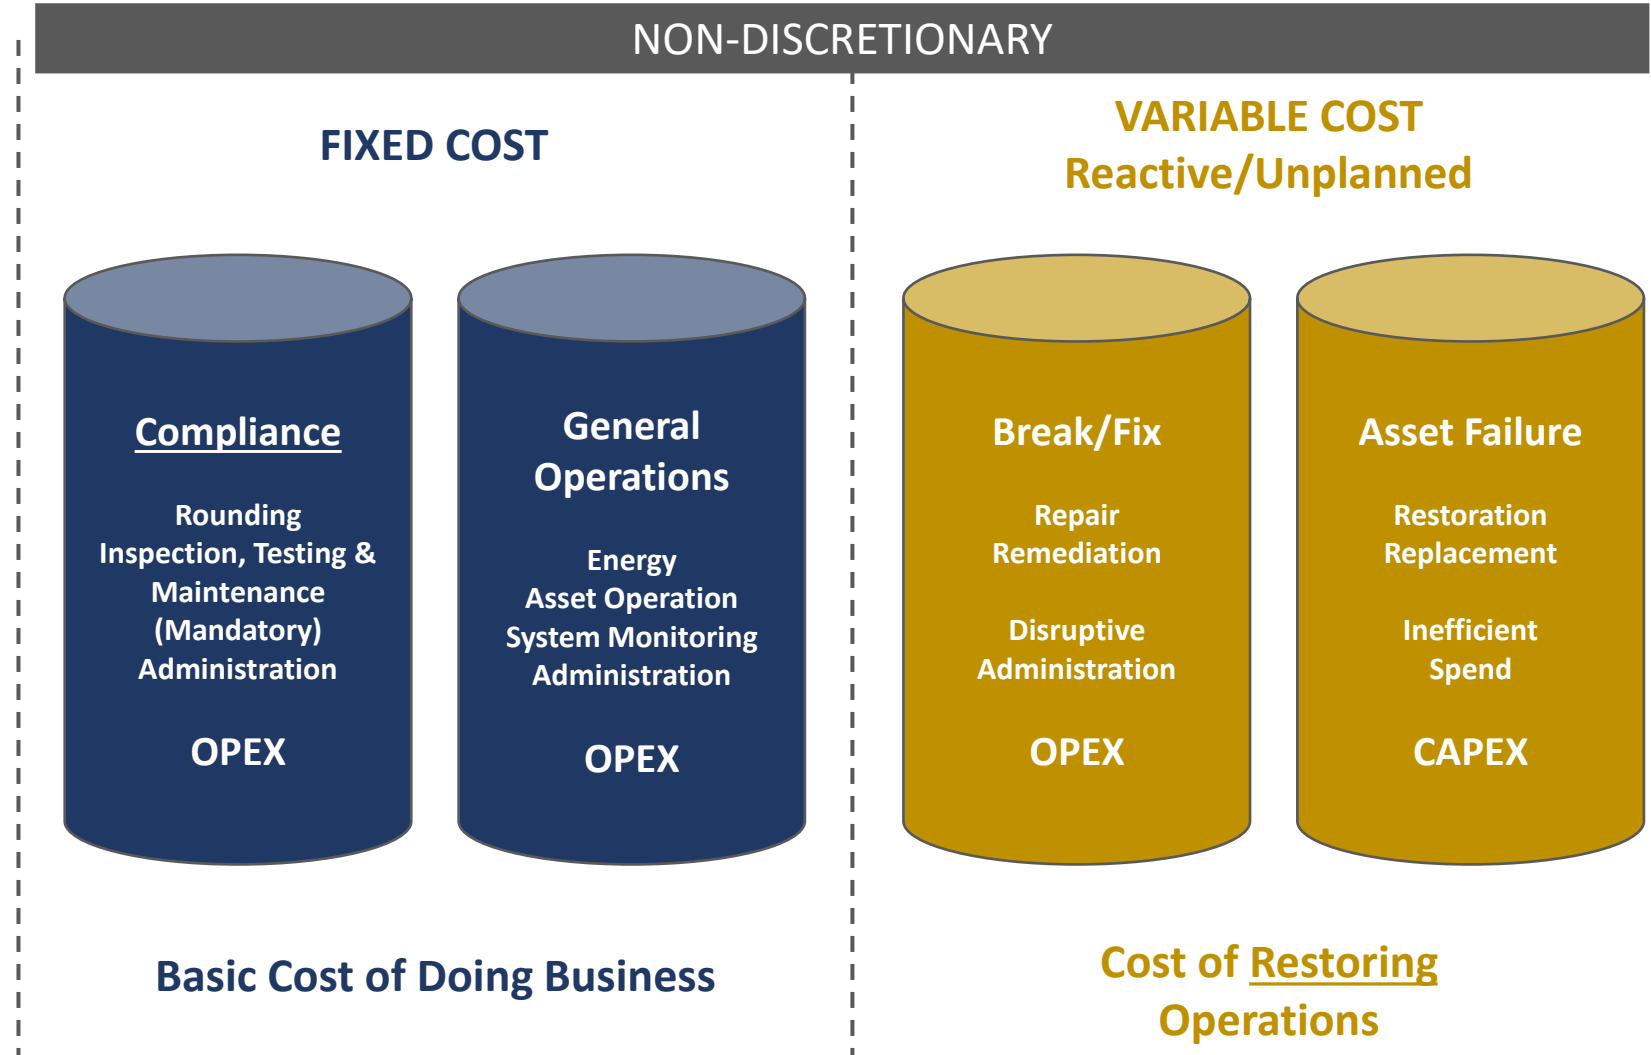 NON-DISCRETIONARY
FIXED COST
VARIABLE COST
Reactive/Unplanned
Compliance
Rounding
Inspection, Testing &
Maintenance
(Mandatory)
Administration
OPEX
General
Operations
Energy
Asset Operation
System Monitoring
Administration
OPEX
Break/Fix
Repair
Remediation
Disruptive
Administration
OPEX
Asset Failure
Restoration
Replacement
Inefficient
Spend
CAPEX
Basic Cost of Doing Business
Cost of Restoring
Operations